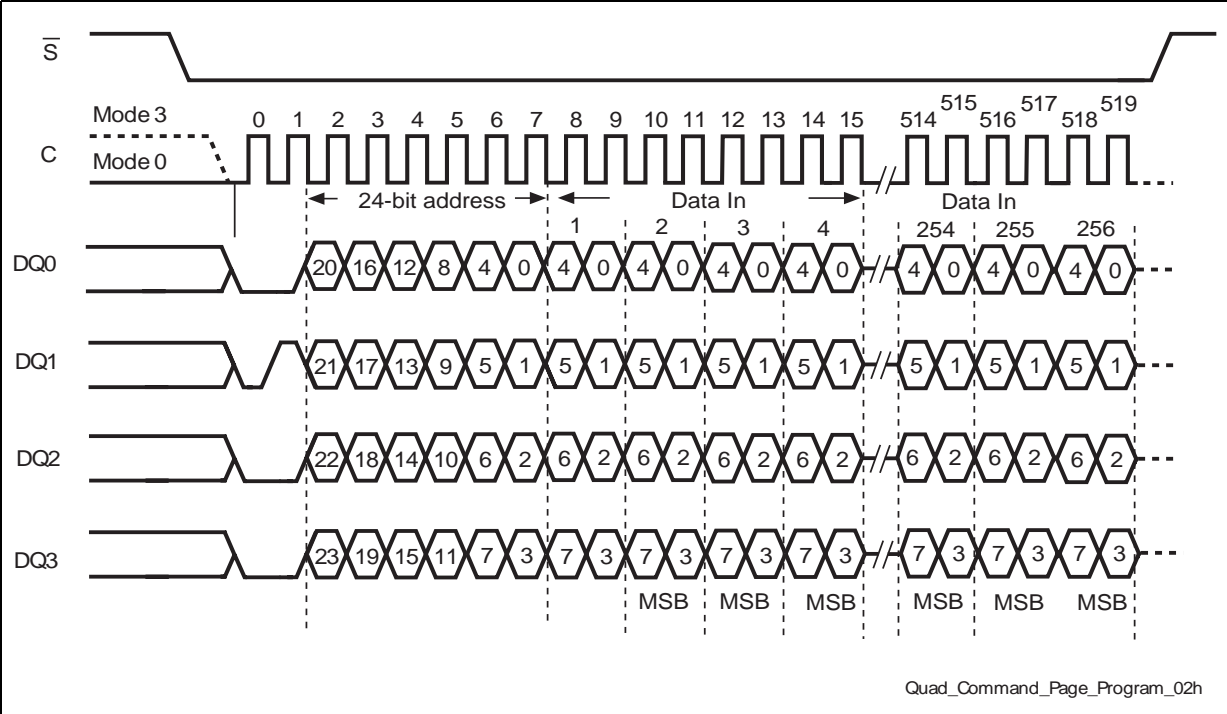 S
515 517 519
Mode 3 0 1 2 3 4 5 6 7 8 9 10 11 12 13 14 15 514 516 518
C
Mode 0
24-bit address Data In Data In
1 2 3 4 254 255 256
DQ0 20 16 12 8 4 0 4 0 4 0 4 0 4 0 4 0 4 0 4 0
DQ1 21 17 13 9 5 1 5 1 5 1 5 1 5 1 5 1 5 1 5 1
DQ2 22 18 14 10 6 2 6 2 6 2 6 2 6 2 6 2 6 2 6 2
DQ3 23 19 15 11 7 3 7 3 7 3 7 3 7 3 7 3 7 3 7 3
MSB MSB MSB MSB MSB MSB
Quad_Command_Page_Program_02h